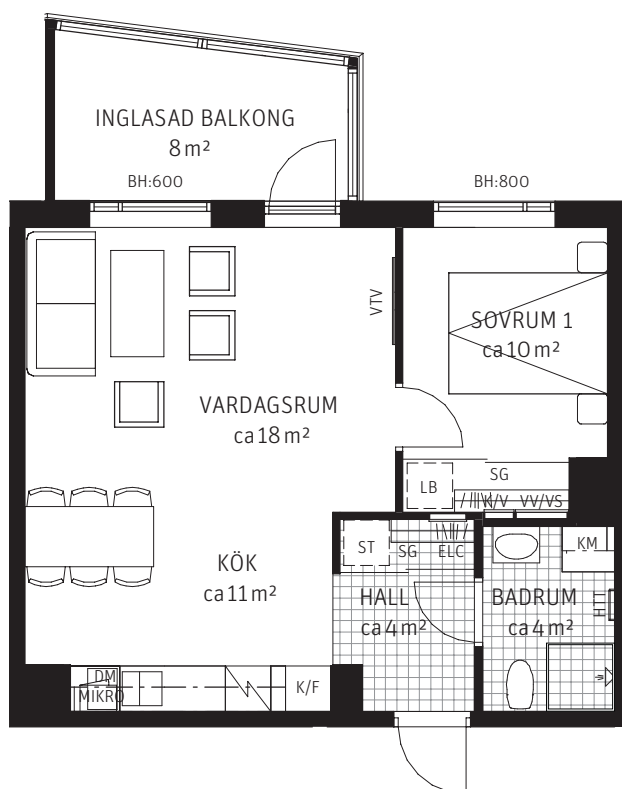 INGLASAD BALKONG
8 m²
BH:600
BH:800
VTV
SOVRUM 1
ca 10 m²
VARDAGSRUM
ca 18 m²
LB
SG
K/V VV/VS
ST
SG
ELC
KM
KÖK
ca 11 m²
HALL
ca 4 m²
BADRUM
ca 4 m²
HTT
DM
MIKRO
K/F